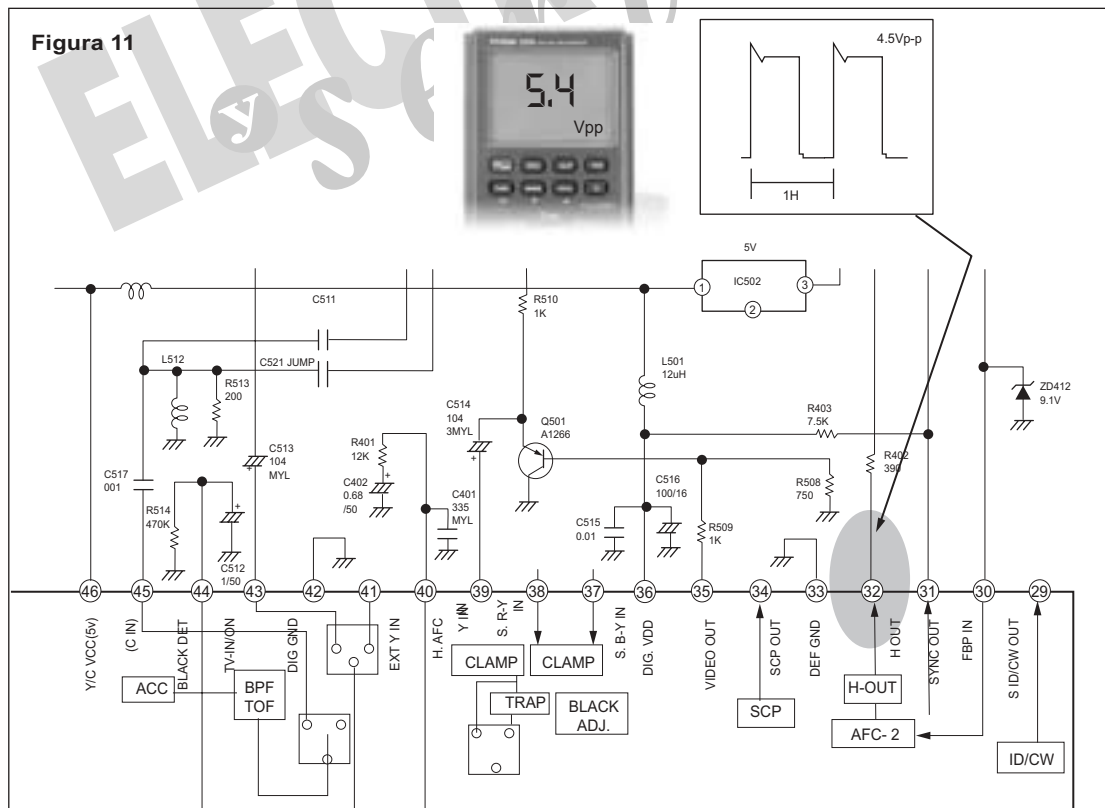 Figura 11
ELECT
y
S
5.4
Vpp
4.5Vp-p
1H
5V
IC502
1
2
3
C511
R510
1K
L512
C521 JUMP
R513
200
L501
12uH
ZD412
9.1V
C513
104
MYL
C514
104
3MYL
Q501
A1266
R403
7.5K
R401
12K
R402
390
C517
001
C402
0.68
/50
C516
100/16
R508
750
R514
470K
C401
335
MYL
C515
0.01
R509
1K
C512
1/50
46
45
44
43
42
41
40
39
38
37
36
35
34
33
32
31
30
29
Y/C VCC(5v)
(C IN)
BLACK DET
TV-IN/ON
DIG GND
EXT Y IN
H. AFC
S. R-Y
IN
S. B-Y IN
DIG. VDD
VIDEO OUT
SCP OUT
DEF GND
H OUT
SYNC OUT
FBP IN
S ID/CW OUT
ACC
BPF
TOF
CLAMP
CLAMP
TRAP
BLACK
ADJ.
SCP
H-OUT
AFC- 2
ID/CW